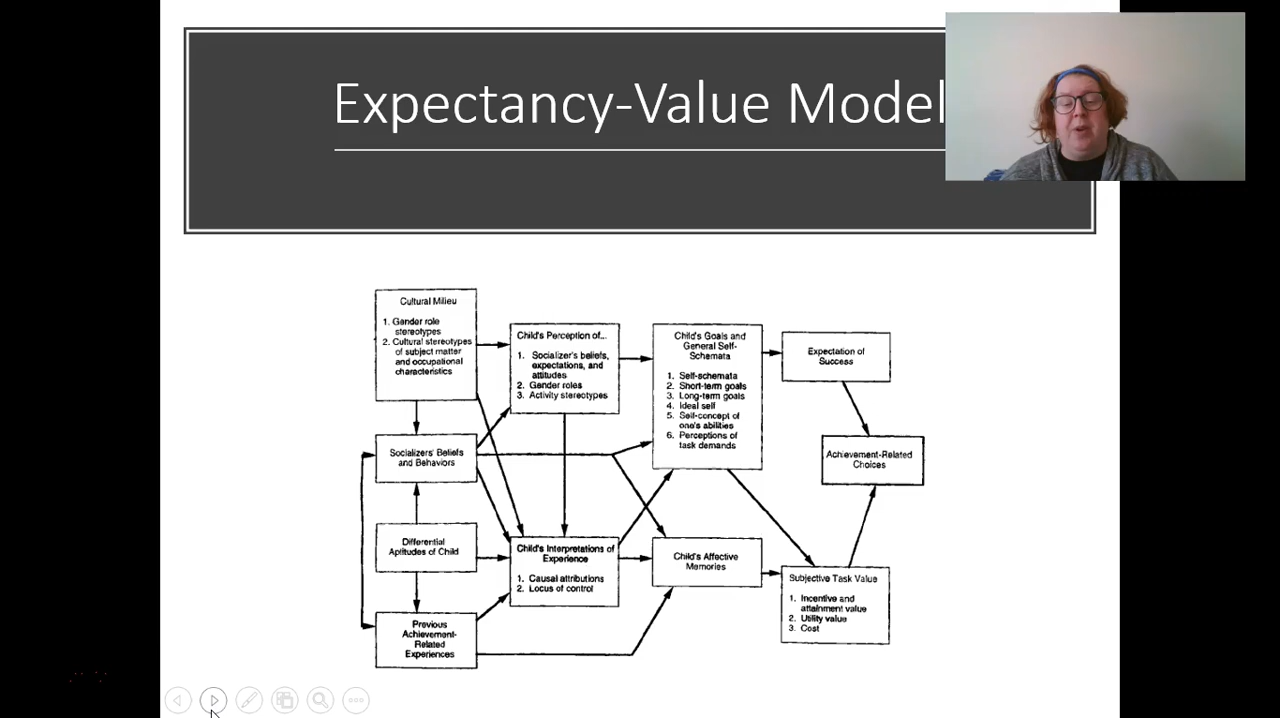 Expectancy-Value Model
Cultural Milieu
1. Gender role
stereotypes
2. Cultural stereotypes
of subject matter
and occupational
characteristics
Child's Perception of...
1. Socializer's beliefs,
expectations, and
attitudes
2. Gender roles
3. Activity stereotypes
Child's Goals and
General Self-
Schemata
1. Self-schemata
2. Short-term goals
3. Long-term goals
4. Ideal self
5. Self-concept of
one's abilities
6. Perceptions of
task demands
Expectation of
Success
Socializers' Beliefs
and Behaviors
Achievement-Related
Choices
Differential
Aptitudes of Child
Child's Interpretations of
Experience
1. Causal attributions
2. Locus of control
Child's Affective
Memories
Subjective Task Value
1. Incentive and
attainment value
2. Utility value
3. Cost
Previous
Achievement-
Related
Experiences